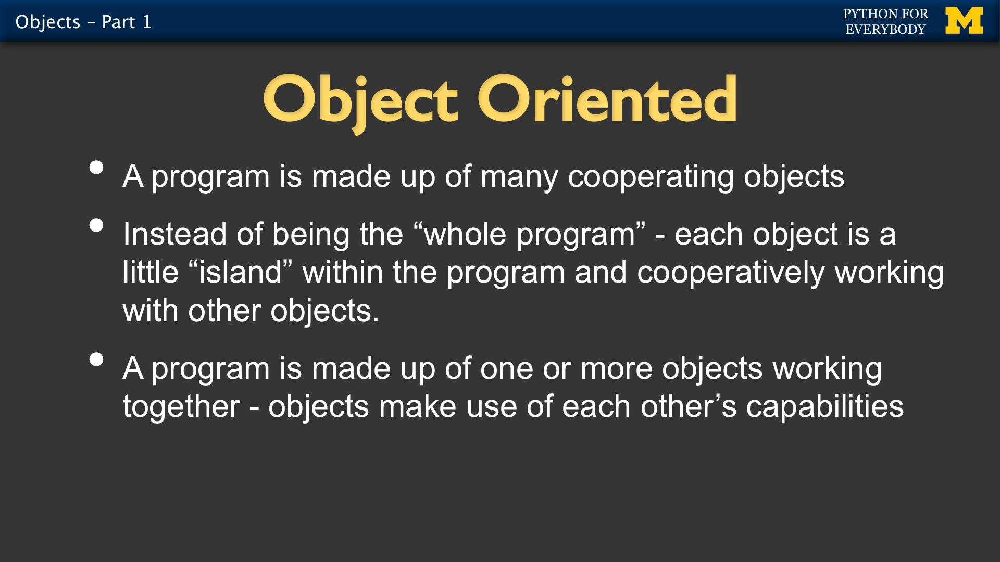 Objects – Part 1
PYTHON FOR
EVERYBODY
M
Object Oriented
• A program is made up of many cooperating objects
• Instead of being the “whole program” - each object is a
little “island” within the program and cooperatively working
with other objects.
• A program is made up of one or more objects working
together - objects make use of each other’s capabilities